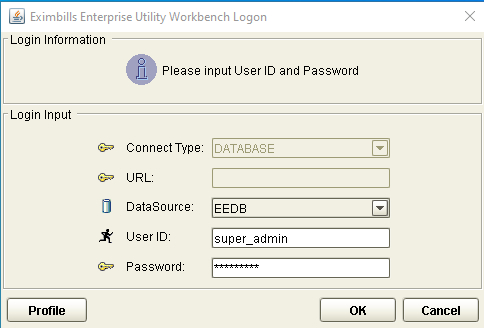 Eximbills Enterprise Utility Workbench Logon
Login Information
Please input User ID and Password
Login Input
Connect Type: DATABASE
URL:
DataSource: EEDB
User ID: super_admin
Password: *********
Profile OK Cancel